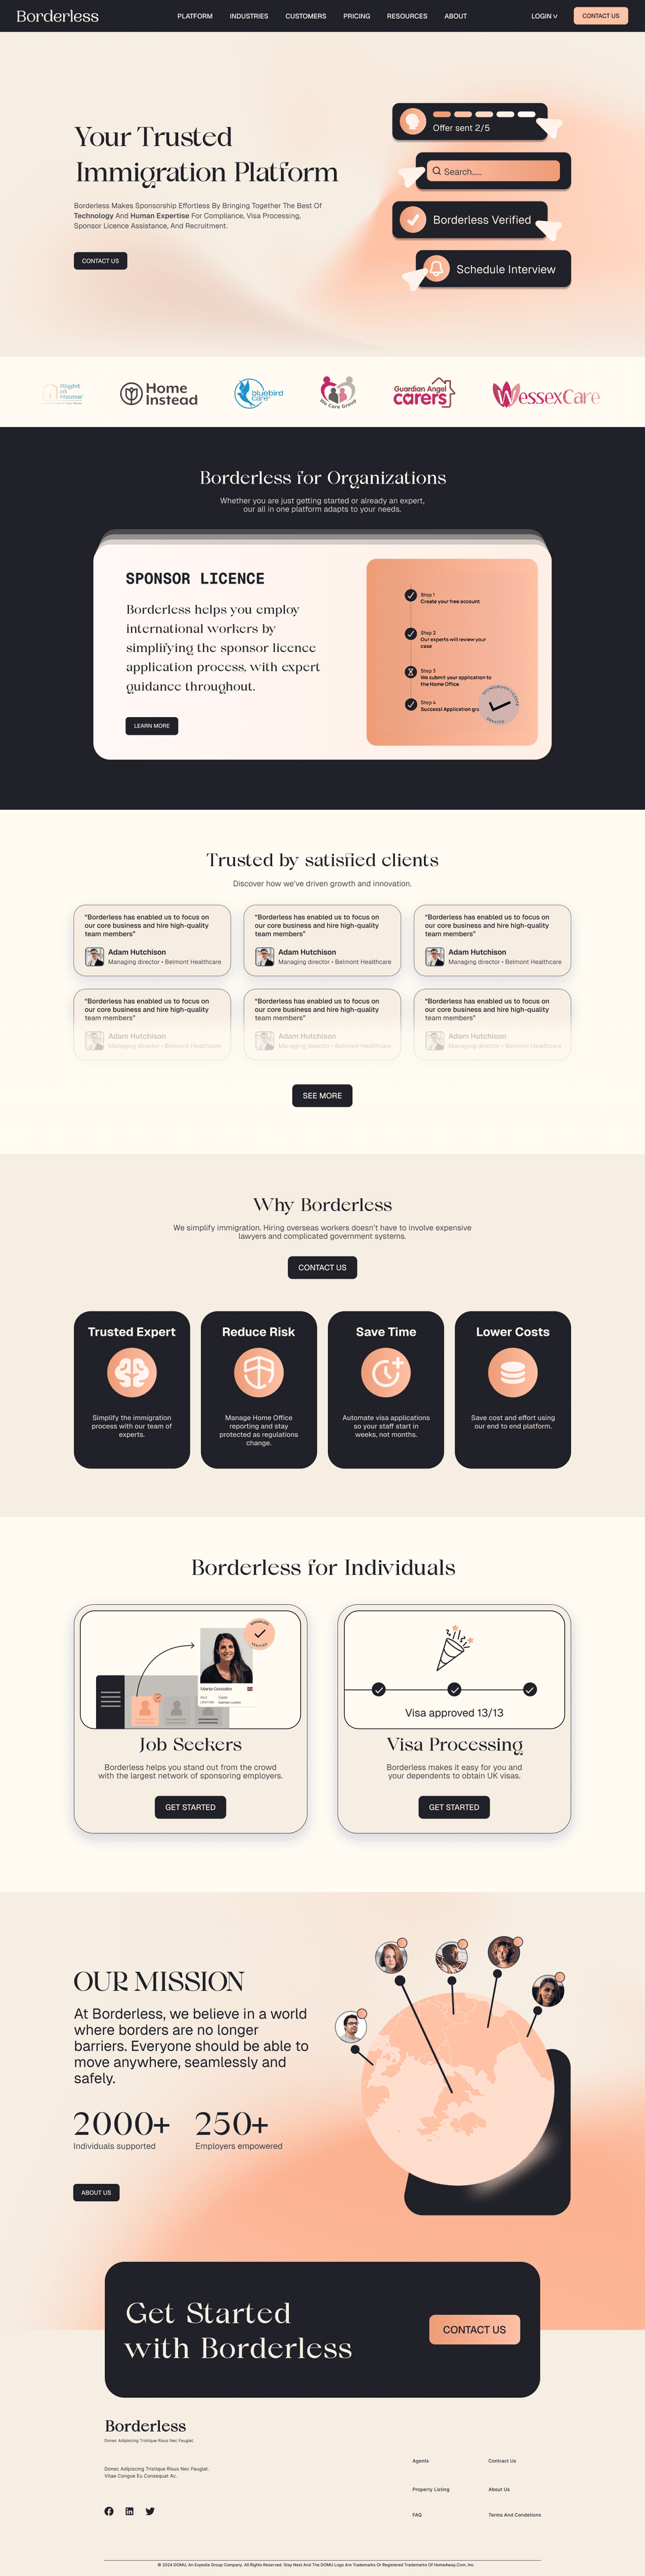 Borderless
PLATFORM
INDUSTRIES
CUSTOMERS
PRICING
RESOURCES
ABOUT
LOGIN
CONTACT US
Your Trusted
Immigration Platform
Borderless Makes Sponsorship Effortless By Bringing Together The Best Of
Technology And Human Expertise For Compliance, Visa Processing,
Sponsor Licence Assistance, And Recruitment.
CONTACT US
Offer sent 2/5
Search.....
Borderless Verified
Schedule Interview
Right
at
Home
Home
Instead
bluebird
care
We Care Group
Guardian Angel
carers
WessexCare
Borderless for Organizations
Whether you are just getting started or already an expert,
our all in one platform adapts to your needs.
SPONSOR LICENCE
Borderless helps you employ
international workers by
simplifying the sponsor licence
application process, with expert
guidance throughout.
LEARN MORE
Step 1
Create your free account
Step 2
Our experts will review your
case
Step 3
We submit your application to
the Home Office
Step 4
Success! Application gra
SPONSORSHIP LICENCE
GRANTED
Trusted by satisfied clients
Discover how we've driven growth and innovation.
“Borderless has enabled us to focus on
our core business and hire high-quality
team members”
Adam Hutchison
Managing director • Belmont Healthcare
“Borderless has enabled us to focus on
our core business and hire high-quality
team members”
Adam Hutchison
Managing director • Belmont Healthcare
“Borderless has enabled us to focus on
our core business and hire high-quality
team members”
Adam Hutchison
Managing director • Belmont Healthcare
“Borderless has enabled us to focus on
our core business and hire high-quality
team members”
Adam Hutchison
Managing director • Belmont Healthcare
“Borderless has enabled us to focus on
our core business and hire high-quality
team members”
Adam Hutchison
Managing director • Belmont Healthcare
“Borderless has enabled us to focus on
our core business and hire high-quality
team members”
Adam Hutchison
Managing director • Belmont Healthcare
SEE MORE
Why Borderless
We simplify immigration. Hiring overseas workers doesn't have to involve expensive
lawyers and complicated government systems.
CONTACT US
Trusted Expert
Simplify the immigration
process with our team of
experts.
Reduce Risk
Manage Home Office
reporting and stay
protected as regulations
change.
Save Time
Automate visa applications
so your staff start in
weeks, not months.
Lower Costs
Save cost and effort using
our end to end platform.
Borderless for Individuals
VERIFIED
Maria Gonzalez
Job Seekers
Borderless helps you stand out from the crowd
with the largest network of sponsoring employers.
GET STARTED
Visa approved 13/13
Visa Processing
Borderless makes it easy for you and
your dependents to obtain UK visas.
GET STARTED
OUR MISSION
At Borderless, we believe in a world
where borders are no longer
barriers. Everyone should be able to
move anywhere, seamlessly and
safely.
2000+
Individuals supported
250+
Employers empowered
ABOUT US
Get Started
with Borderless
CONTACT US
Borderless
Donec Adipiscing Tristique Risus Nec Feugiat.
Donec Adipiscing Tristique Risus Nec Feugiat.
Vitae Congue Eu Consequat Ac.
Agents
Contract Us
Property Listing
About Us
FAQ
Terms And Condetions
© 2024 DOMU, An Expedia Group Company. All Rights Reserved. Stay Nest And The DOMU Logo Are Trademarks Or Registered Trademarks Of HomeAway.Com, Inc.